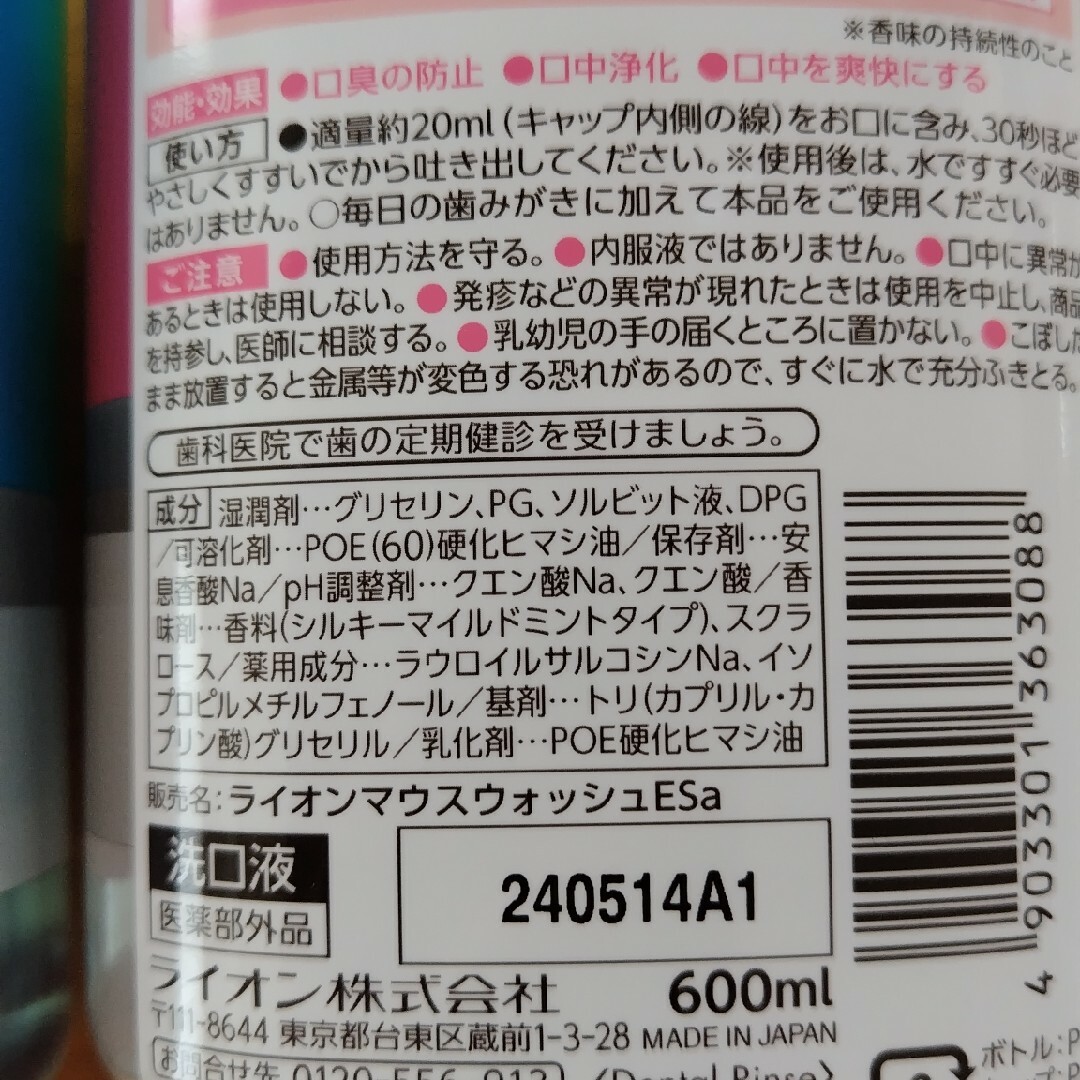 ※香味の持続性のこと
効能・効果 ●口臭の防止 ●口中浄化 ●口中を爽快にする
使い方 ●適量約20ml(キャップ内側の線)をお口に含み、30秒ほど
やさしくすすいでから吐き出してください。※使用後は、水ですすぐ必要
はありません。○毎日の歯みがきに加えて本品をご使用ください。
ご注意 ●使用方法を守る。●内服液ではありません。●口中に異常が
あるときは使用しない。●発疹などの異常が現れたときは使用を中止し、商品
を持参し、医師に相談する。●乳幼児の手の届くところに置かない。●こぼした
まま放置すると金属等が変色する恐れがあるので、すぐに水で充分ふきとる。
歯科医院で歯の定期健診を受けましょう。
成分 湿潤剤…グリセリン、PG、ソルビット液、DPG
/可溶化剤…POE(60)硬化ヒマシ油/保存剤…安
息香酸Na/pH調整剤…クエン酸Na、クエン酸/香
味剤…香料(シルキーマイルドミントタイプ)、スクラ
ロース/薬用成分…ラウロイルサルコシンNa、イソ
プロピルメチルフェノール/基剤…トリ(カプリル・カ
プリン酸)グリセリル/乳化剤…POE硬化ヒマシ油
販売名:ライオンマウスウォッシュESa
洗口液
医薬部外品
240514A1
4 903301 363088
ライオン株式会社 600ml
〒111-8644 東京都台東区蔵前1-3-28 MADE IN JAPAN
お問合せ先 0120-556-913 〈Dental Rinse〉
ボトル:P